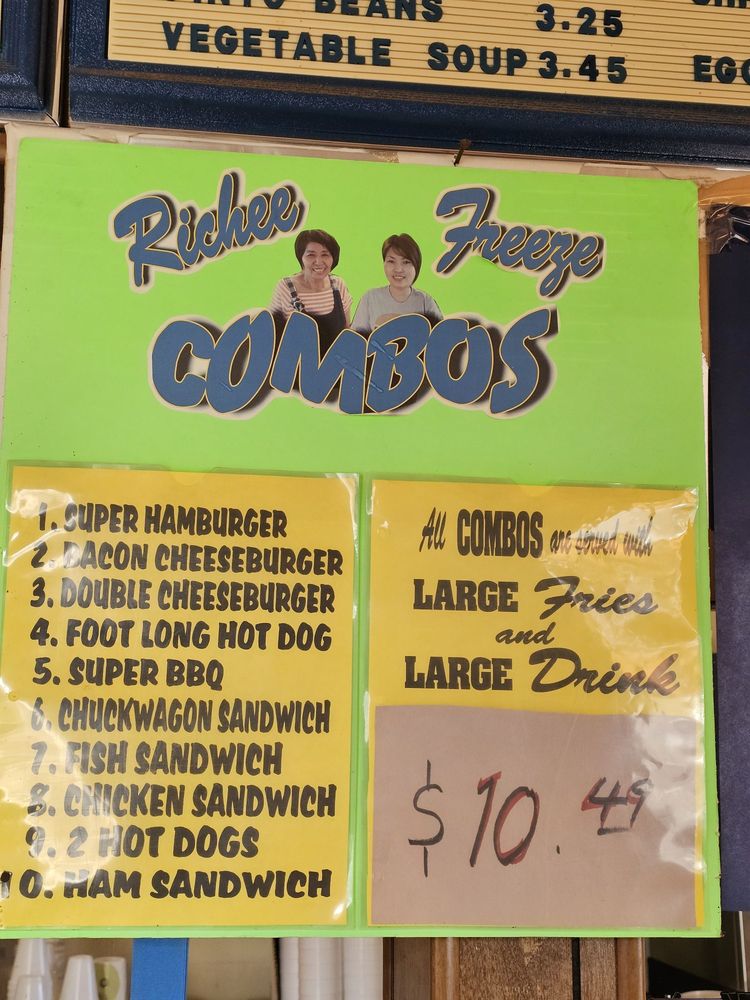 BEANS 3.25
VEGETABLE SOUP 3.45
Richee Freeze
COMBOS
1. SUPER HAMBURGER
2. BACON CHEESEBURGER
3. DOUBLE CHEESEBURGER
4. FOOT LONG HOT DOG
5. SUPER BBQ
6. CHUCKWAGON SANDWICH
7. FISH SANDWICH
8. CHICKEN SANDWICH
9. 2 HOT DOGS
10. HAM SANDWICH
All COMBOS are served with
LARGE Fries
and
LARGE Drink
$10.49